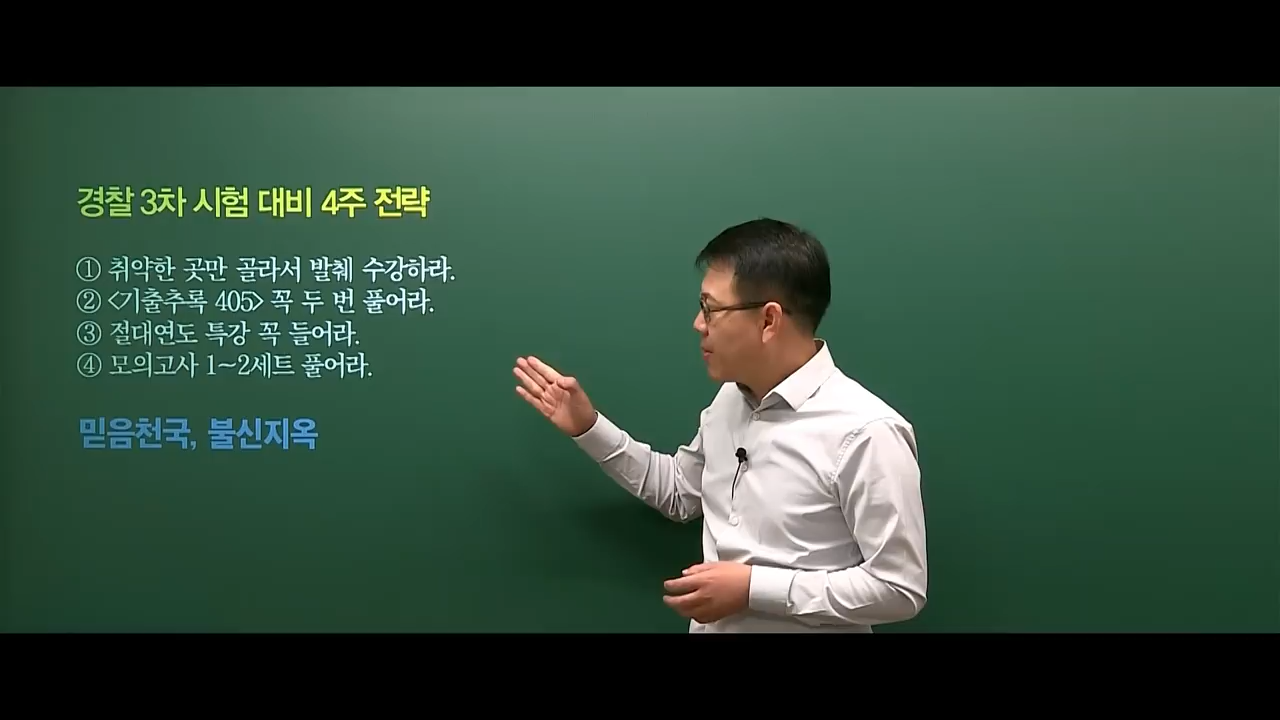 경찰 3차 시험 대비 4주 전략
① 취약한 곳만 골라서 발췌 수강하라.
② <기출추록 405> 꼭 두 번 풀어라.
③ 절대연도 특강 꼭 들어라.
④ 모의고사 1~2세트 풀어라.
믿음천국, 불신지옥